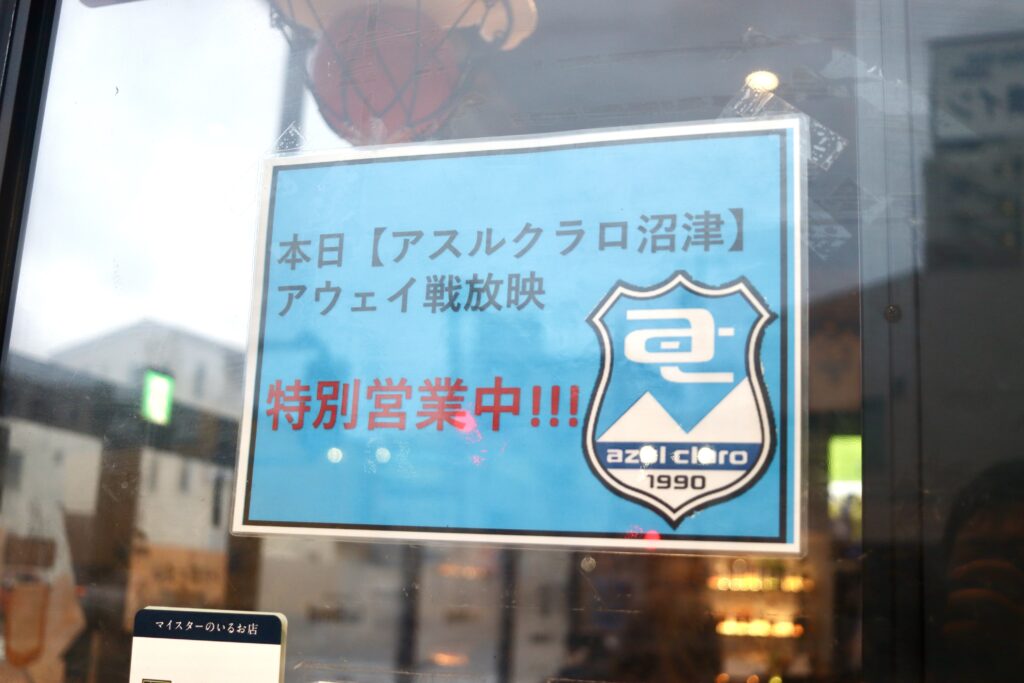 本日【アスルクラロ沼津】
アウェイ戦放映
特別営業中!!!
azul claro
1990
マイスターのいるお店